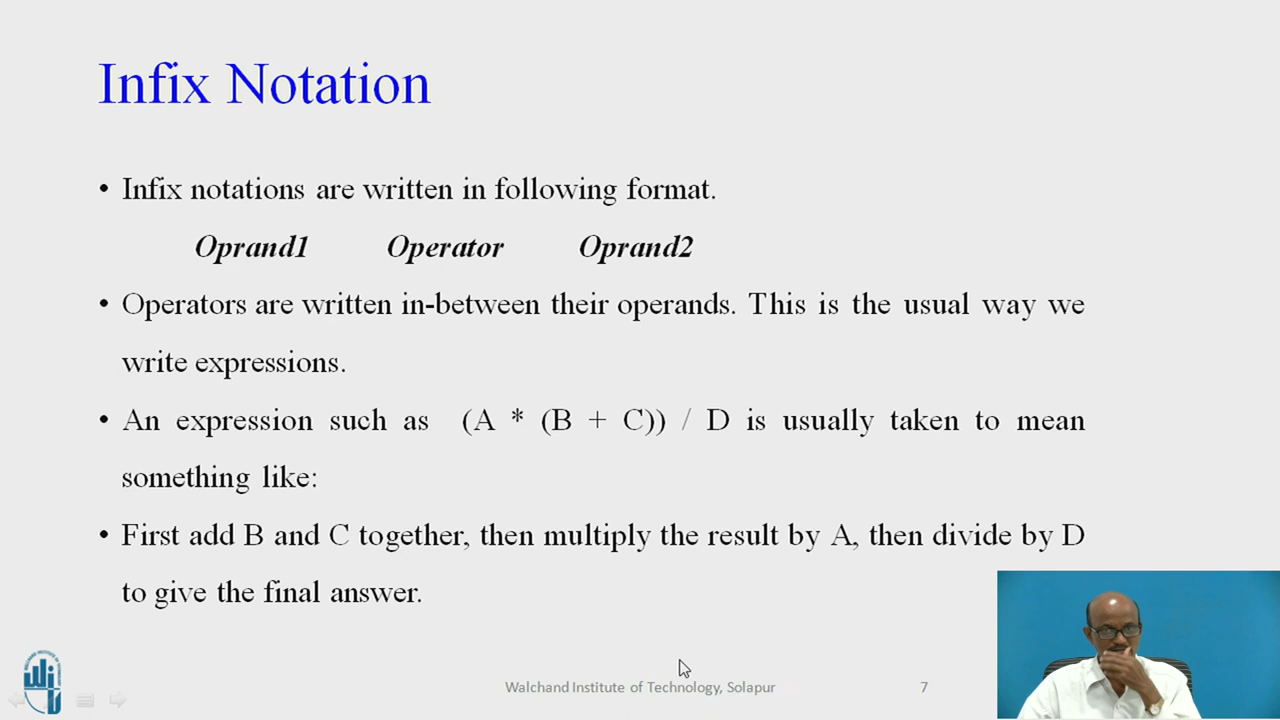 Infix Notation
• Infix notations are written in following format.
Oprand1 Operator Oprand2
• Operators are written in-between their operands. This is the usual way we
write expressions.
• An expression such as (A * (B + C)) / D is usually taken to mean
something like:
• First add B and C together, then multiply the result by A, then divide by D
to give the final answer.
Walchand Institute of Technology, Solapur 7